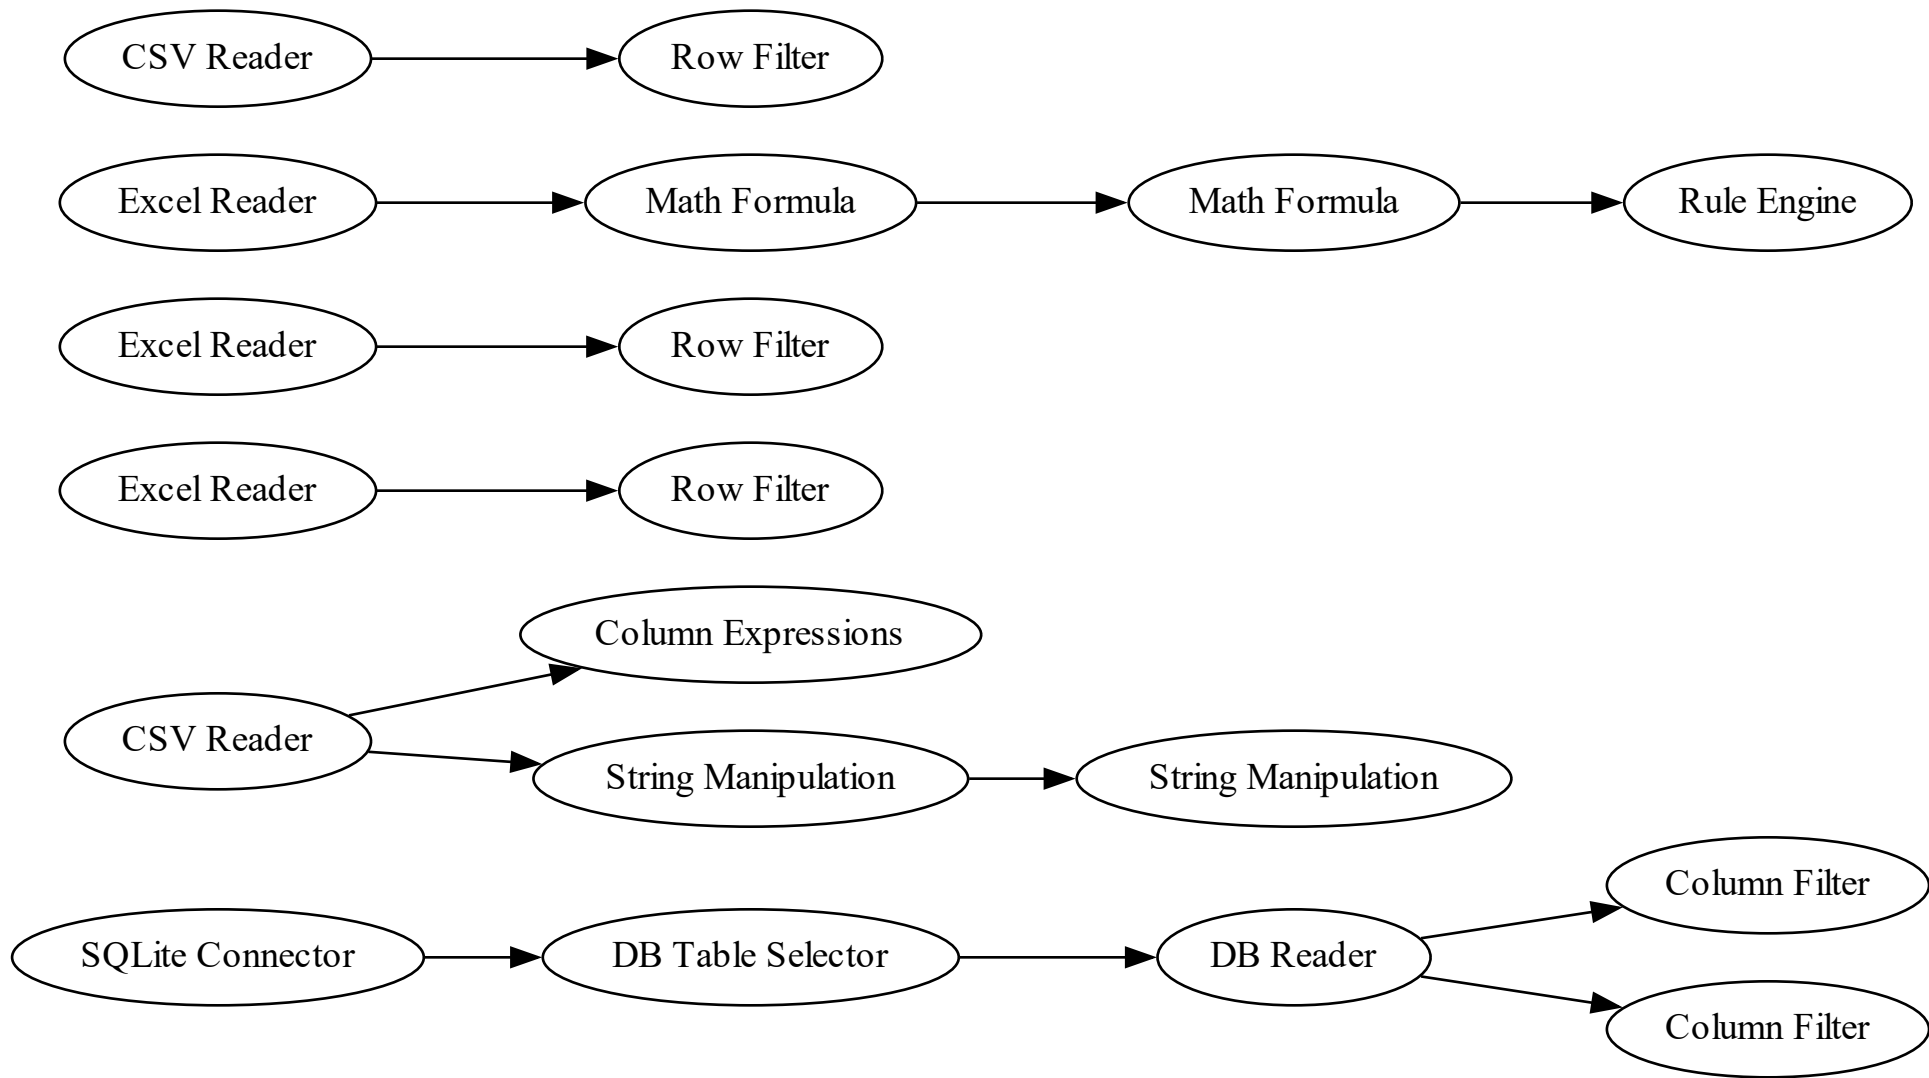 CSV Reader
Row Filter
Excel Reader
Math Formula
Math Formula
Rule Engine
Excel Reader
Row Filter
Excel Reader
Row Filter
Column Expressions
CSV Reader
String Manipulation
String Manipulation
Column Filter
SQLite Connector
DB Table Selector
DB Reader
Column Filter